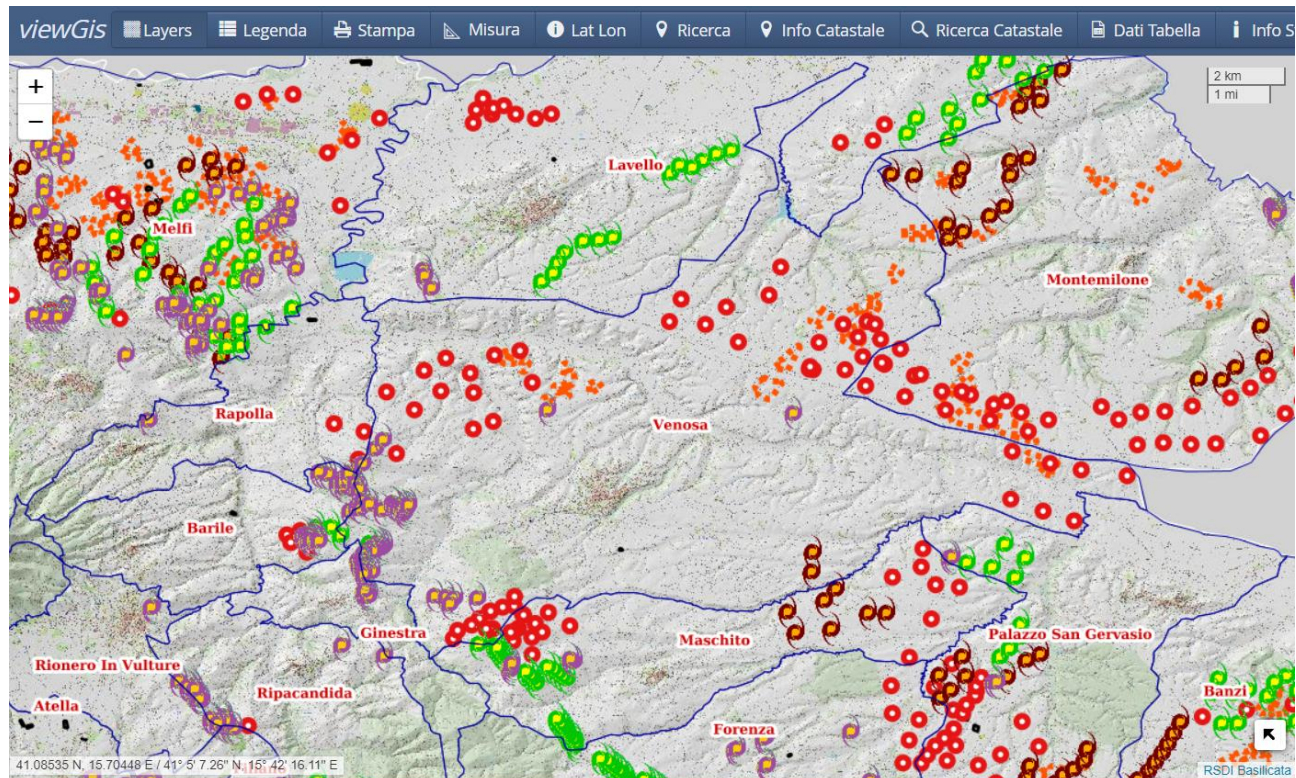 viewGis Layers Legenda Stampa Misura Lat Lon Ricerca Info Catastale Ricerca Catastale Dati Tabella
+
−
2 km
1 mi
Lavello
Melfi
Montemilone
Rapolla
Venosa
Barile
Ginestra
Maschito
Palazzo San Gervasio
Rionero In Vulture
Ripacandida
Atella
Banzi
Forenza
41.08535 N, 15.70448 E / 41° 5' 7.26" N, 15° 42' 16.11" E
RSDI Basilicata